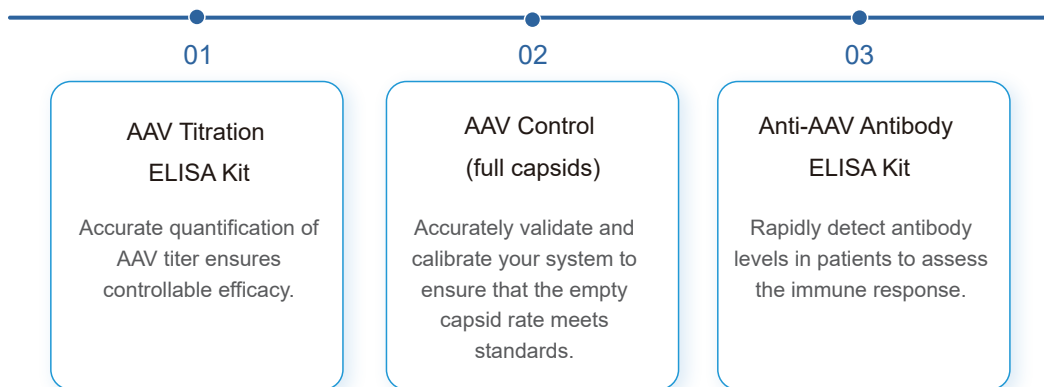 01
AAV Titration
ELISA Kit
Accurate quantification of
AAV titer ensures
controllable efficacy.
02
AAV Control
(full capsids)
Accurately validate and
calibrate your system to
ensure that the empty
capsid rate meets
standards.
03
Anti-AAV Antibody
ELISA Kit
Rapidly detect antibody
levels in patients to assess
the immune response.